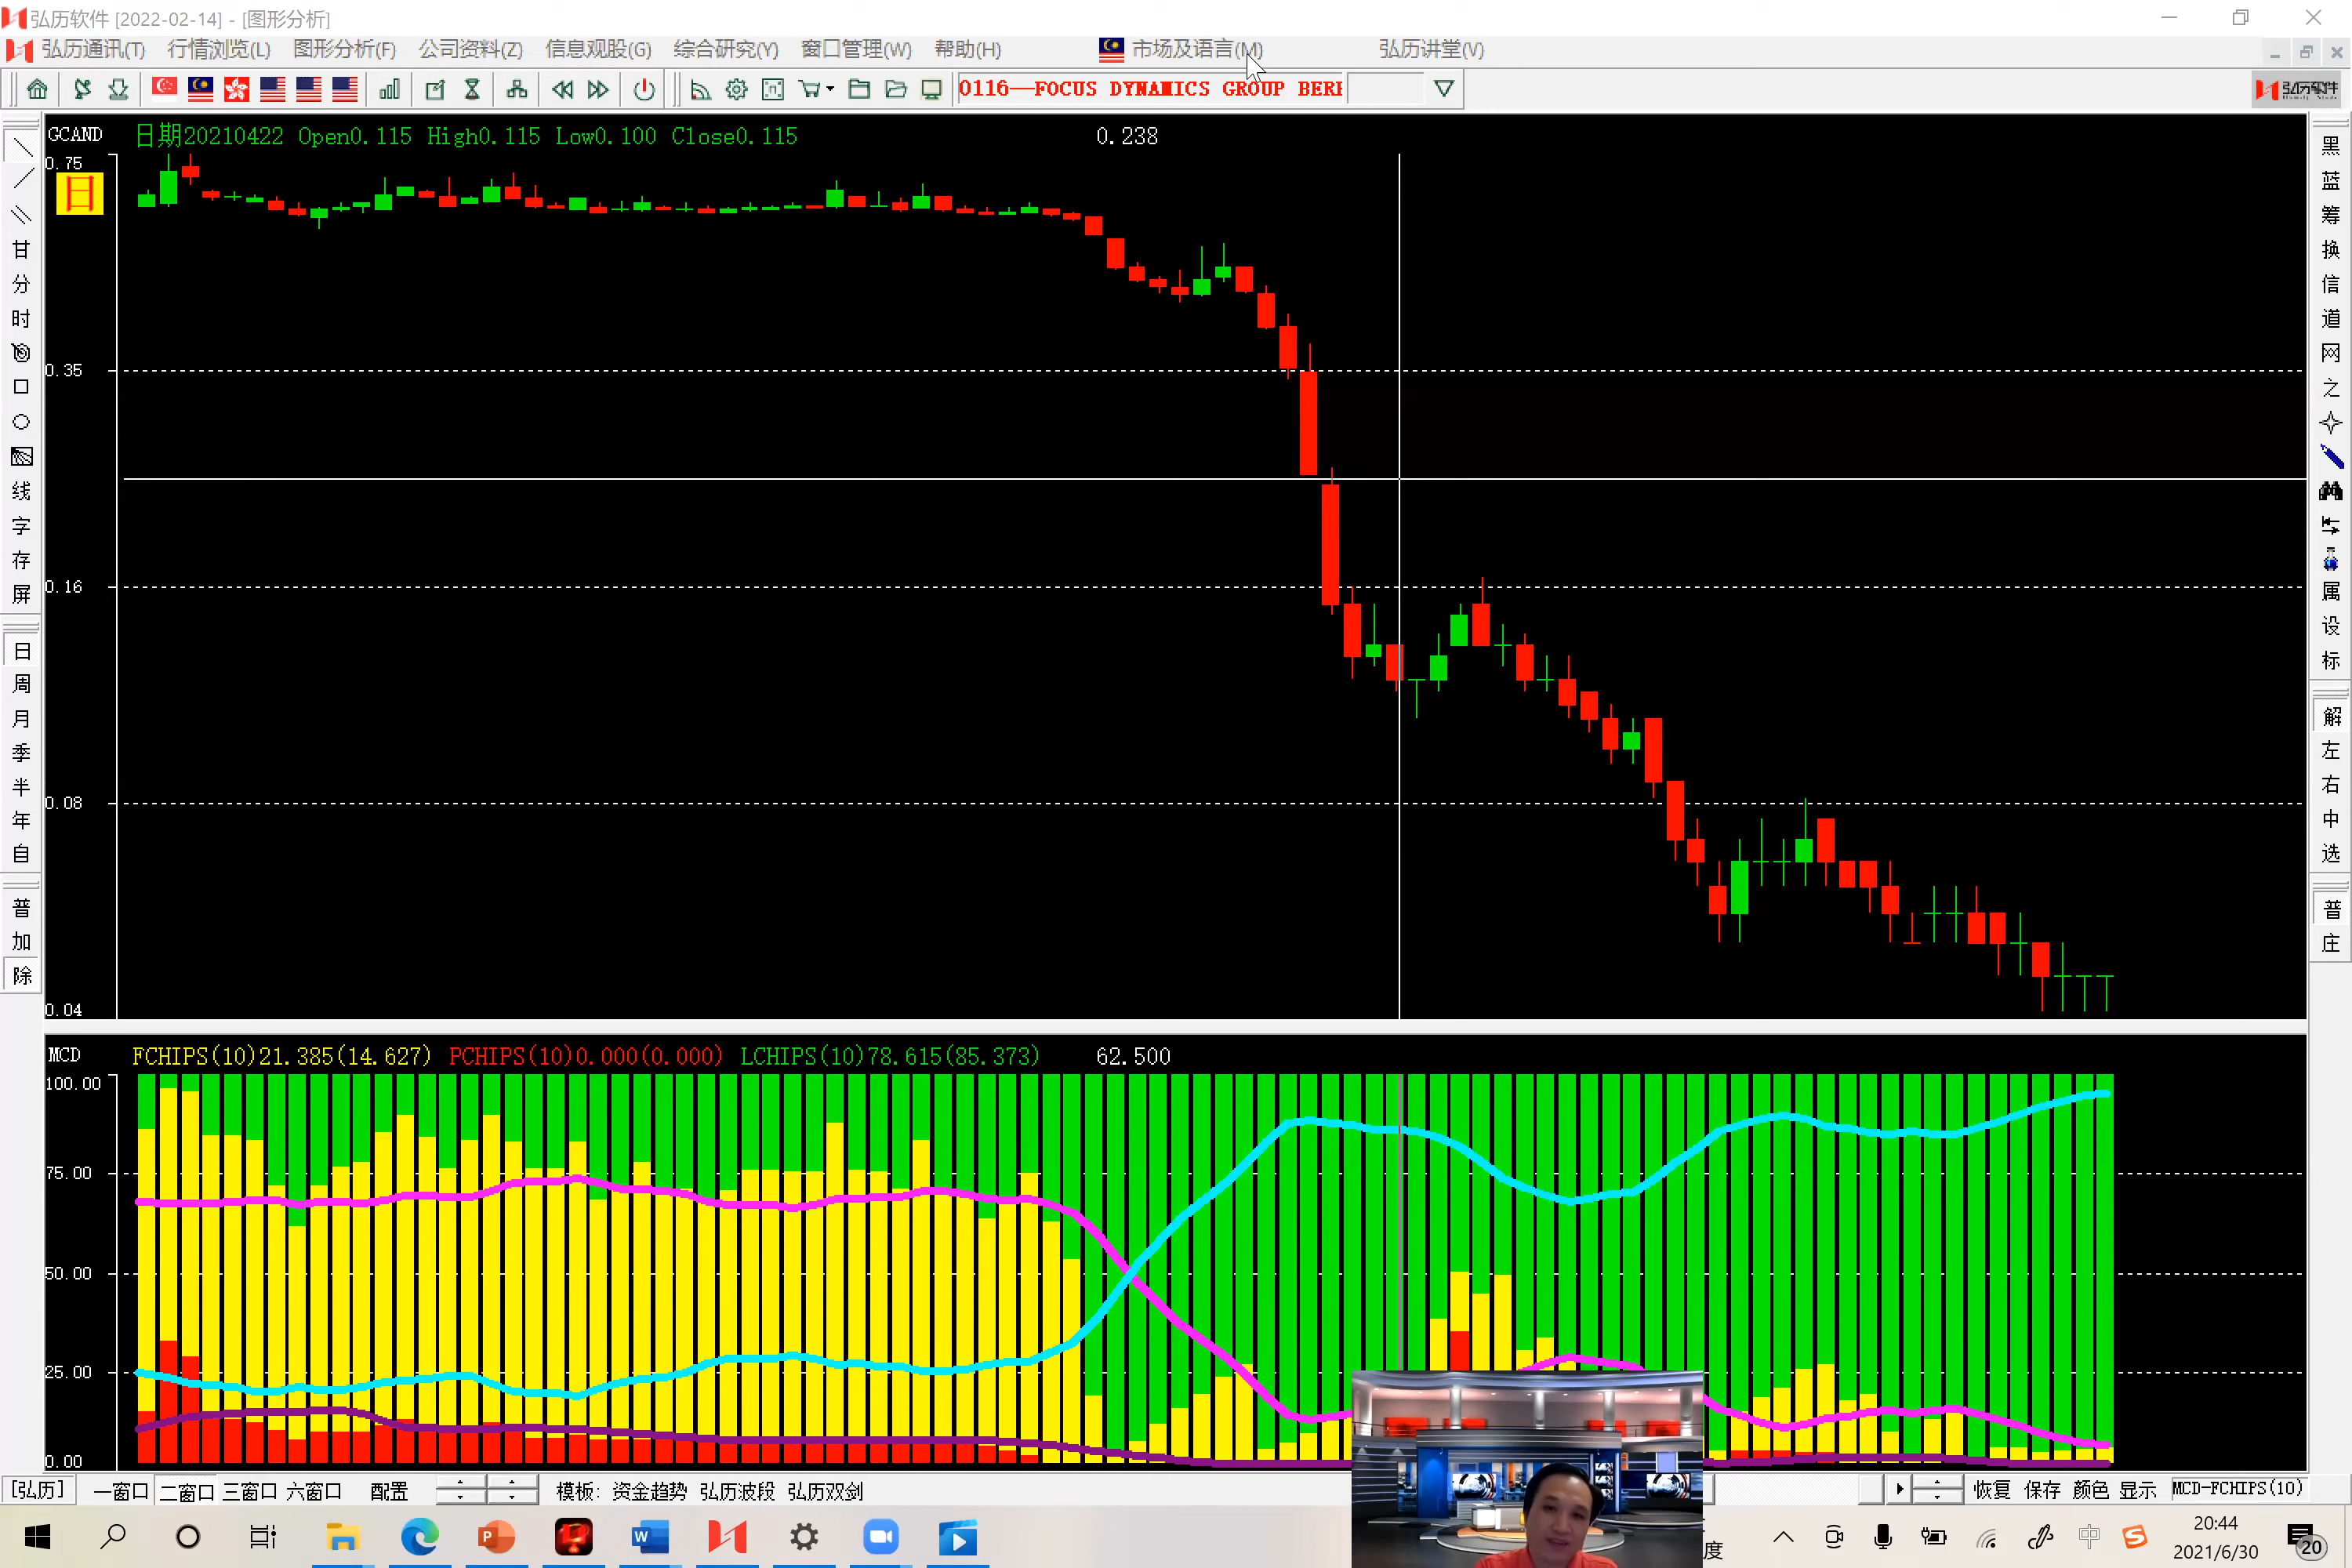 弘历软件 [2022-02-14] - [图形分析]
弘历通讯(T) 行情浏览(L) 图形分析(F) 公司资料(Z) 信息观股(G) 综合研究(Y) 窗口管理(W) 帮助(H) 市场及语言(M) 弘历讲堂(V)
0116—FOCUS DYNAMICS GROUP BERH
弘历软件
GCAND 日期20210422 Open0.115 High0.115 Low0.100 Close0.115 0.238
0.75
日
0.35
0.16
0.08
0.04
甘
分
时
线
字
存
屏
日
周
月
季
半
年
自
普
加
除
黑
蓝
筹
换
信
道
网
之
属
设
标
解
左
右
中
选
普
庄
MCD FCHIPS(10)21.385(14.627) PCHIPS(10)0.000(0.000) LCHIPS(10)78.615(85.373) 62.500
100.00
75.00
50.00
25.00
0.00
[弘历] 一窗口 二窗口 三窗口 六窗口 配置 模板: 资金趋势 弘历波段 弘历双剑 恢复 保存 颜色 显示 MCD-FCHIPS(10)
度 中 20:44
2021/6/30
20